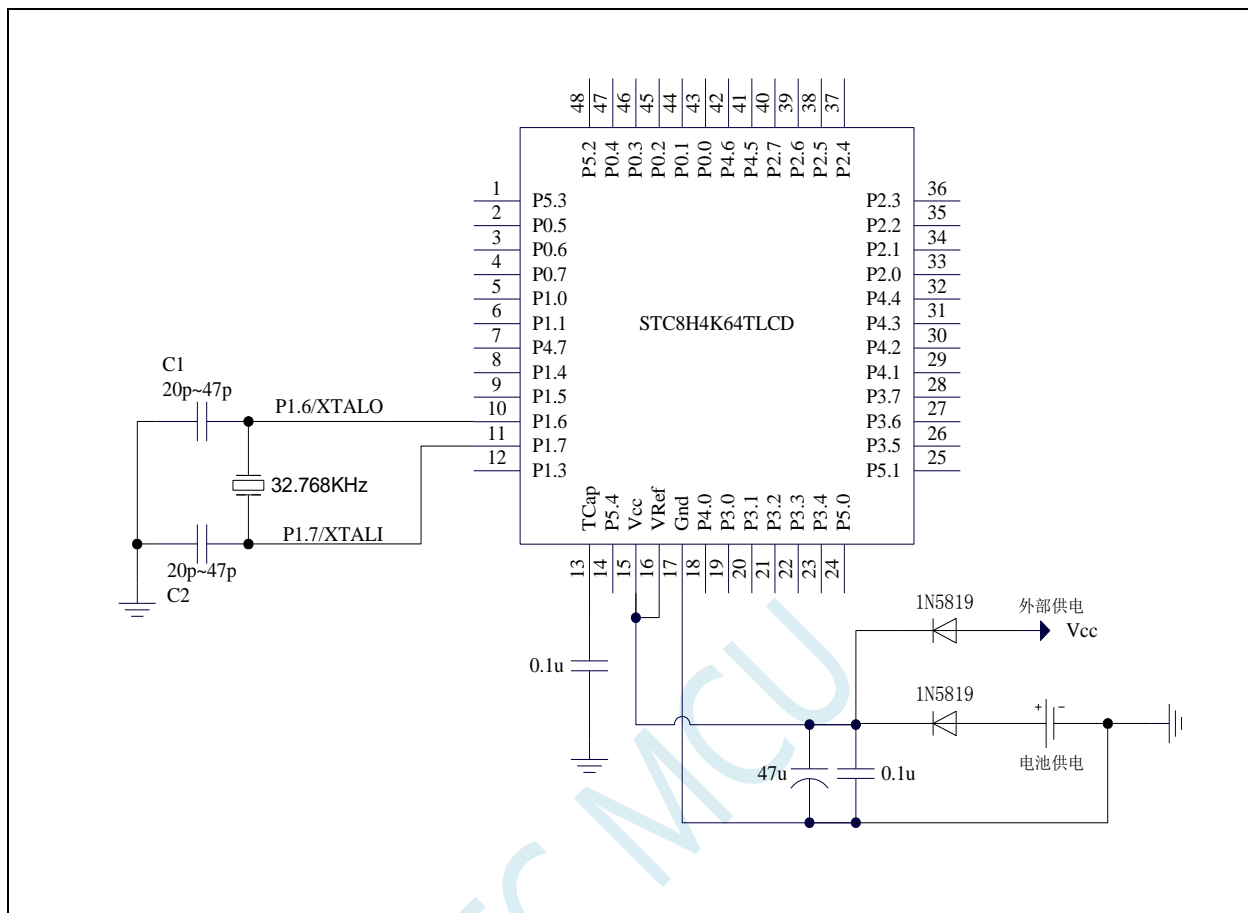 48 47 46 45 44 43 42 41 40 39 38 37
P5.2 P0.4 P0.3 P0.2 P0.1 P0.0 P4.6 P4.5 P2.7 P2.6 P2.5 P2.4
1 P5.3
2 P0.5
3 P0.6
4 P0.7
5 P1.0
6 P1.1
7 P4.7
8 P1.4
9 P1.5
10 P1.6
11 P1.7
12 P1.3
P2.3 36
P2.2 35
P2.1 34
P2.0 33
P4.4 32
P4.3 31
P4.2 30
P4.1 29
P3.7 28
P3.6 27
P3.5 26
P5.1 25
STC8H4K64TLCD
C1
20p~47p
P1.6/XTALO
32.768KHz
P1.7/XTALI
20p~47p
C2
TCap P5.4 Vcc VRef Gnd P4.0 P3.0 P3.1 P3.2 P3.3 P3.4 P5.0
13 14 15 16 17 18 19 20 21 22 23 24
0.1u
1N5819
外部供电
Vcc
1N5819
+ -
电池供电
47u
0.1u
TC MCU